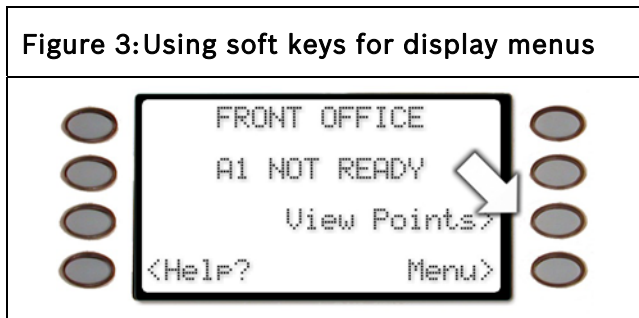 Figure 3:Using soft keys for display menus
FRONT OFFICE
A1 NOT READY
View Points>
<Help? Menu>